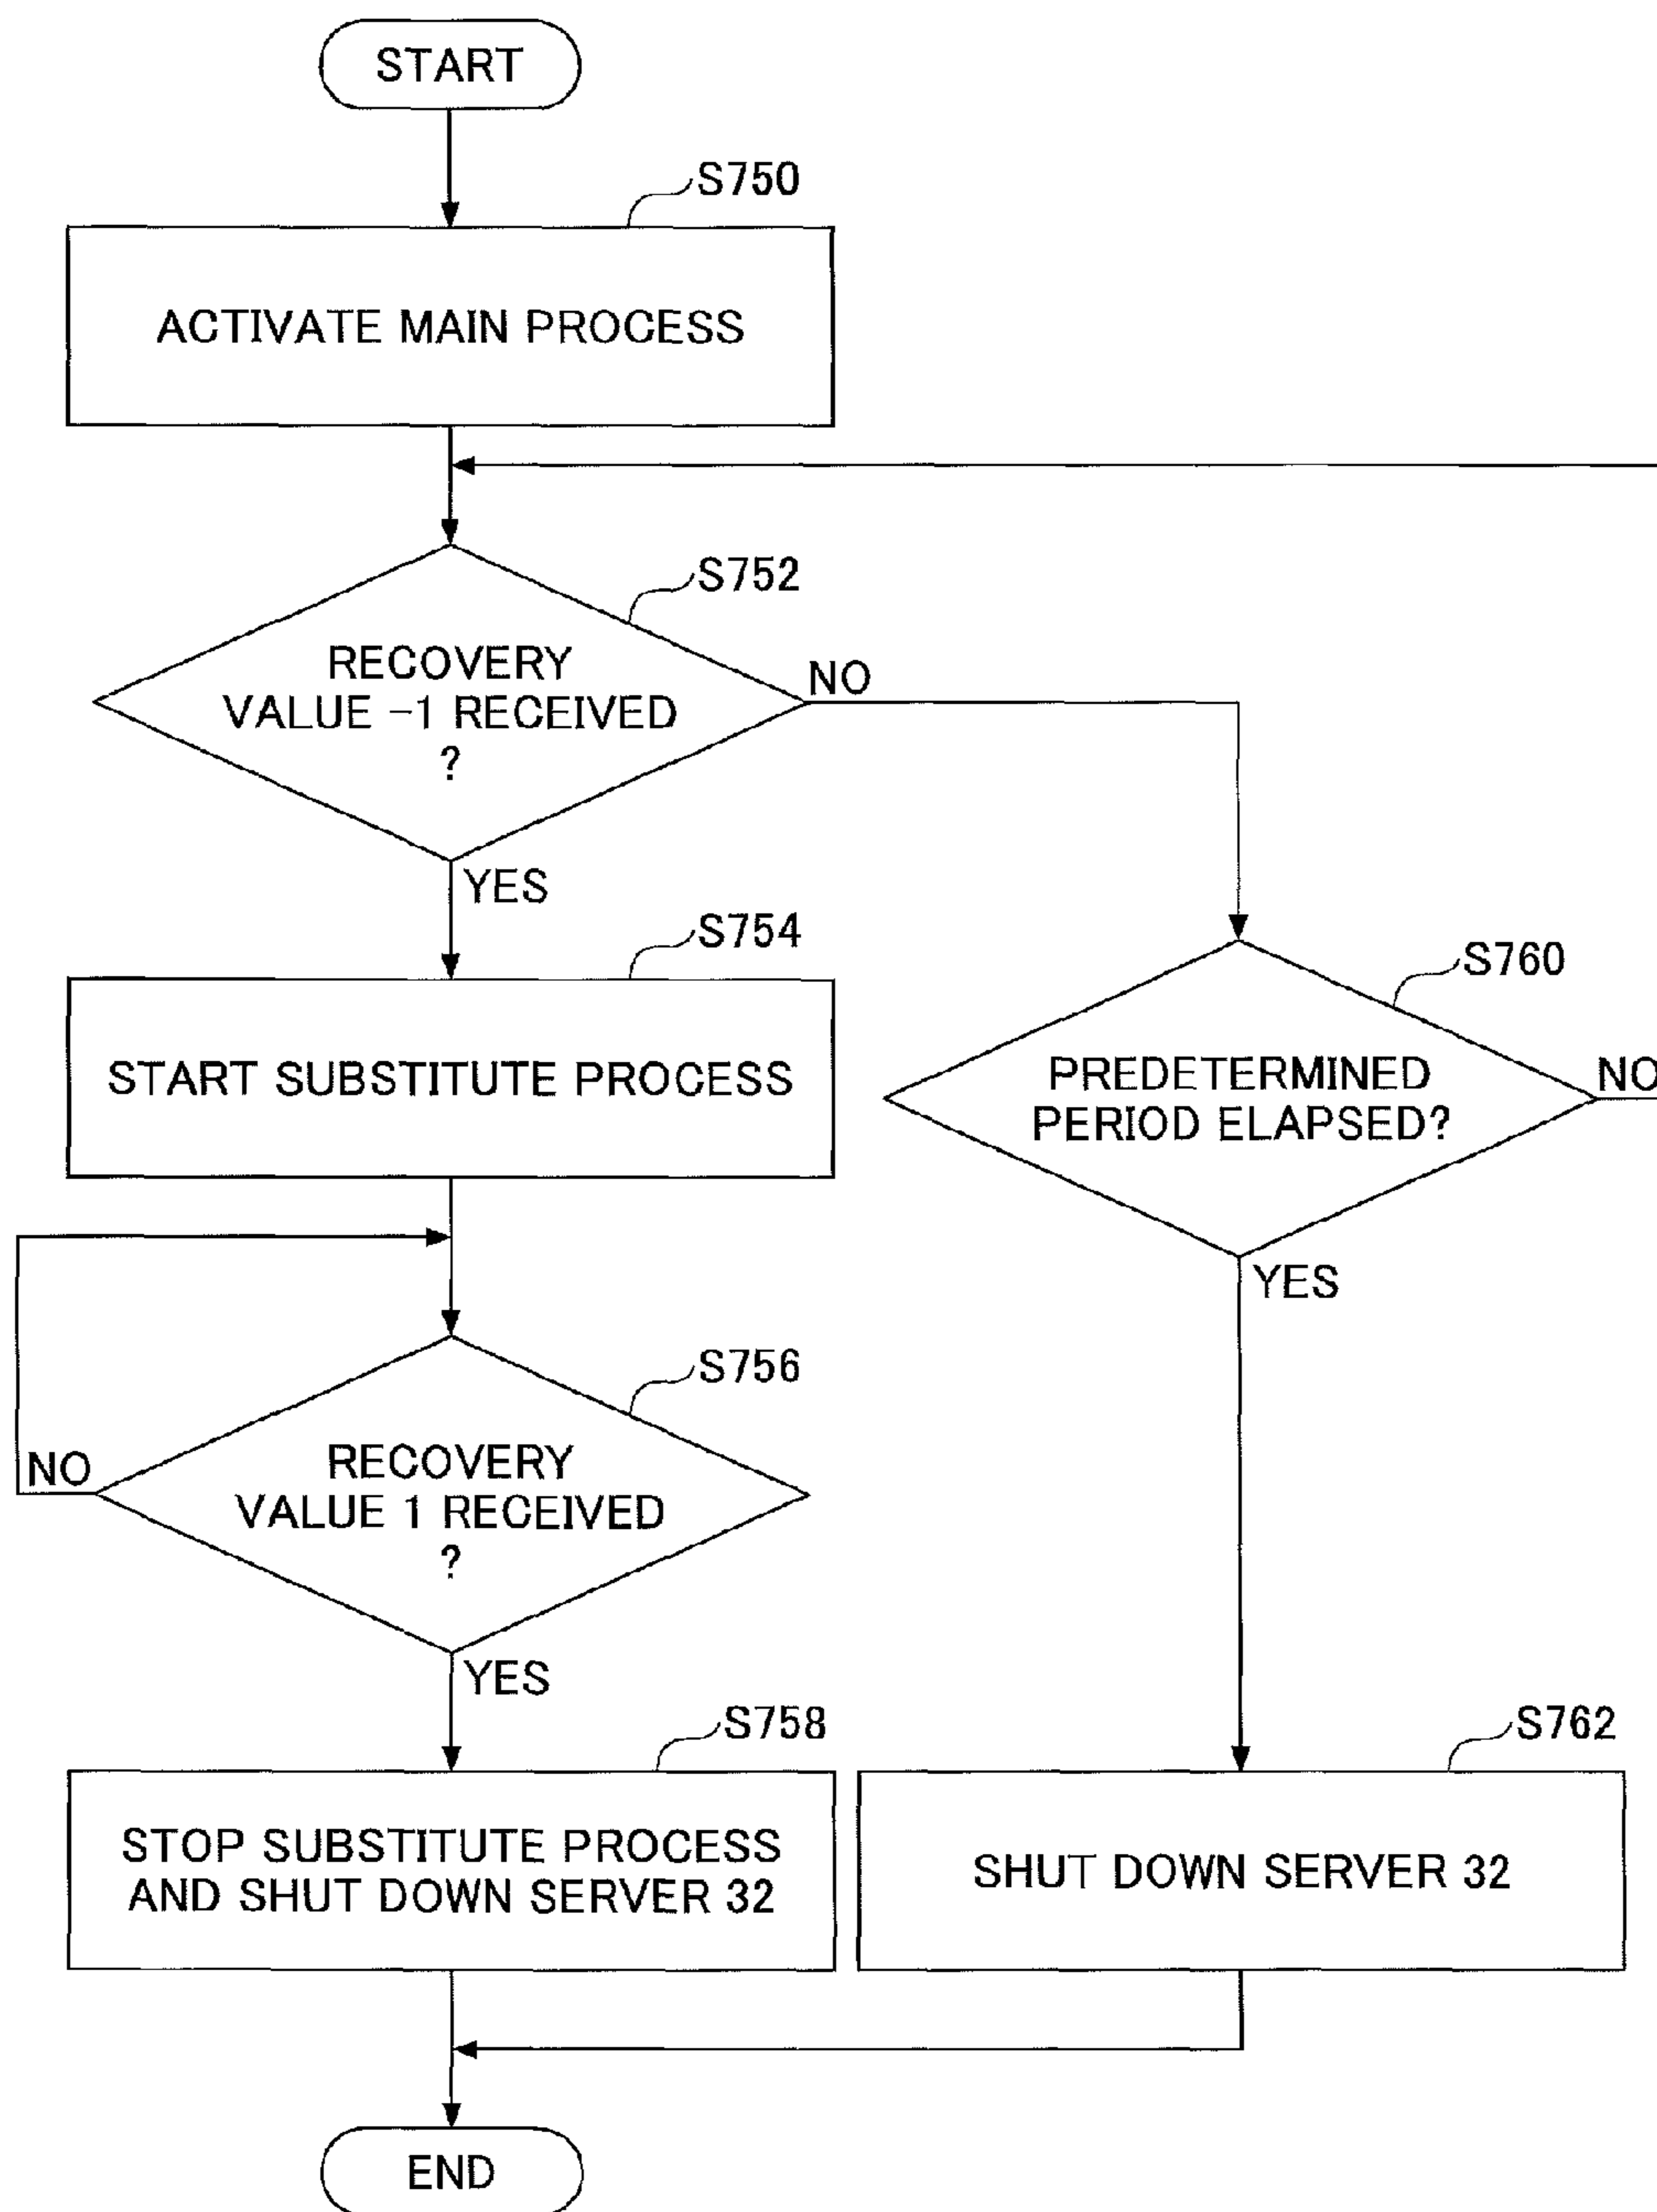 START
S750
ACTIVATE MAIN PROCESS
S752
RECOVERY
VALUE -1 RECEIVED
?
NO
YES
S754
START SUBSTITUTE PROCESS
S760
PREDETERMINED
PERIOD ELAPSED?
NO
YES
S756
RECOVERY
VALUE 1 RECEIVED
?
NO
YES
S758
STOP SUBSTITUTE PROCESS
AND SHUT DOWN SERVER 32
S762
SHUT DOWN SERVER 32
END